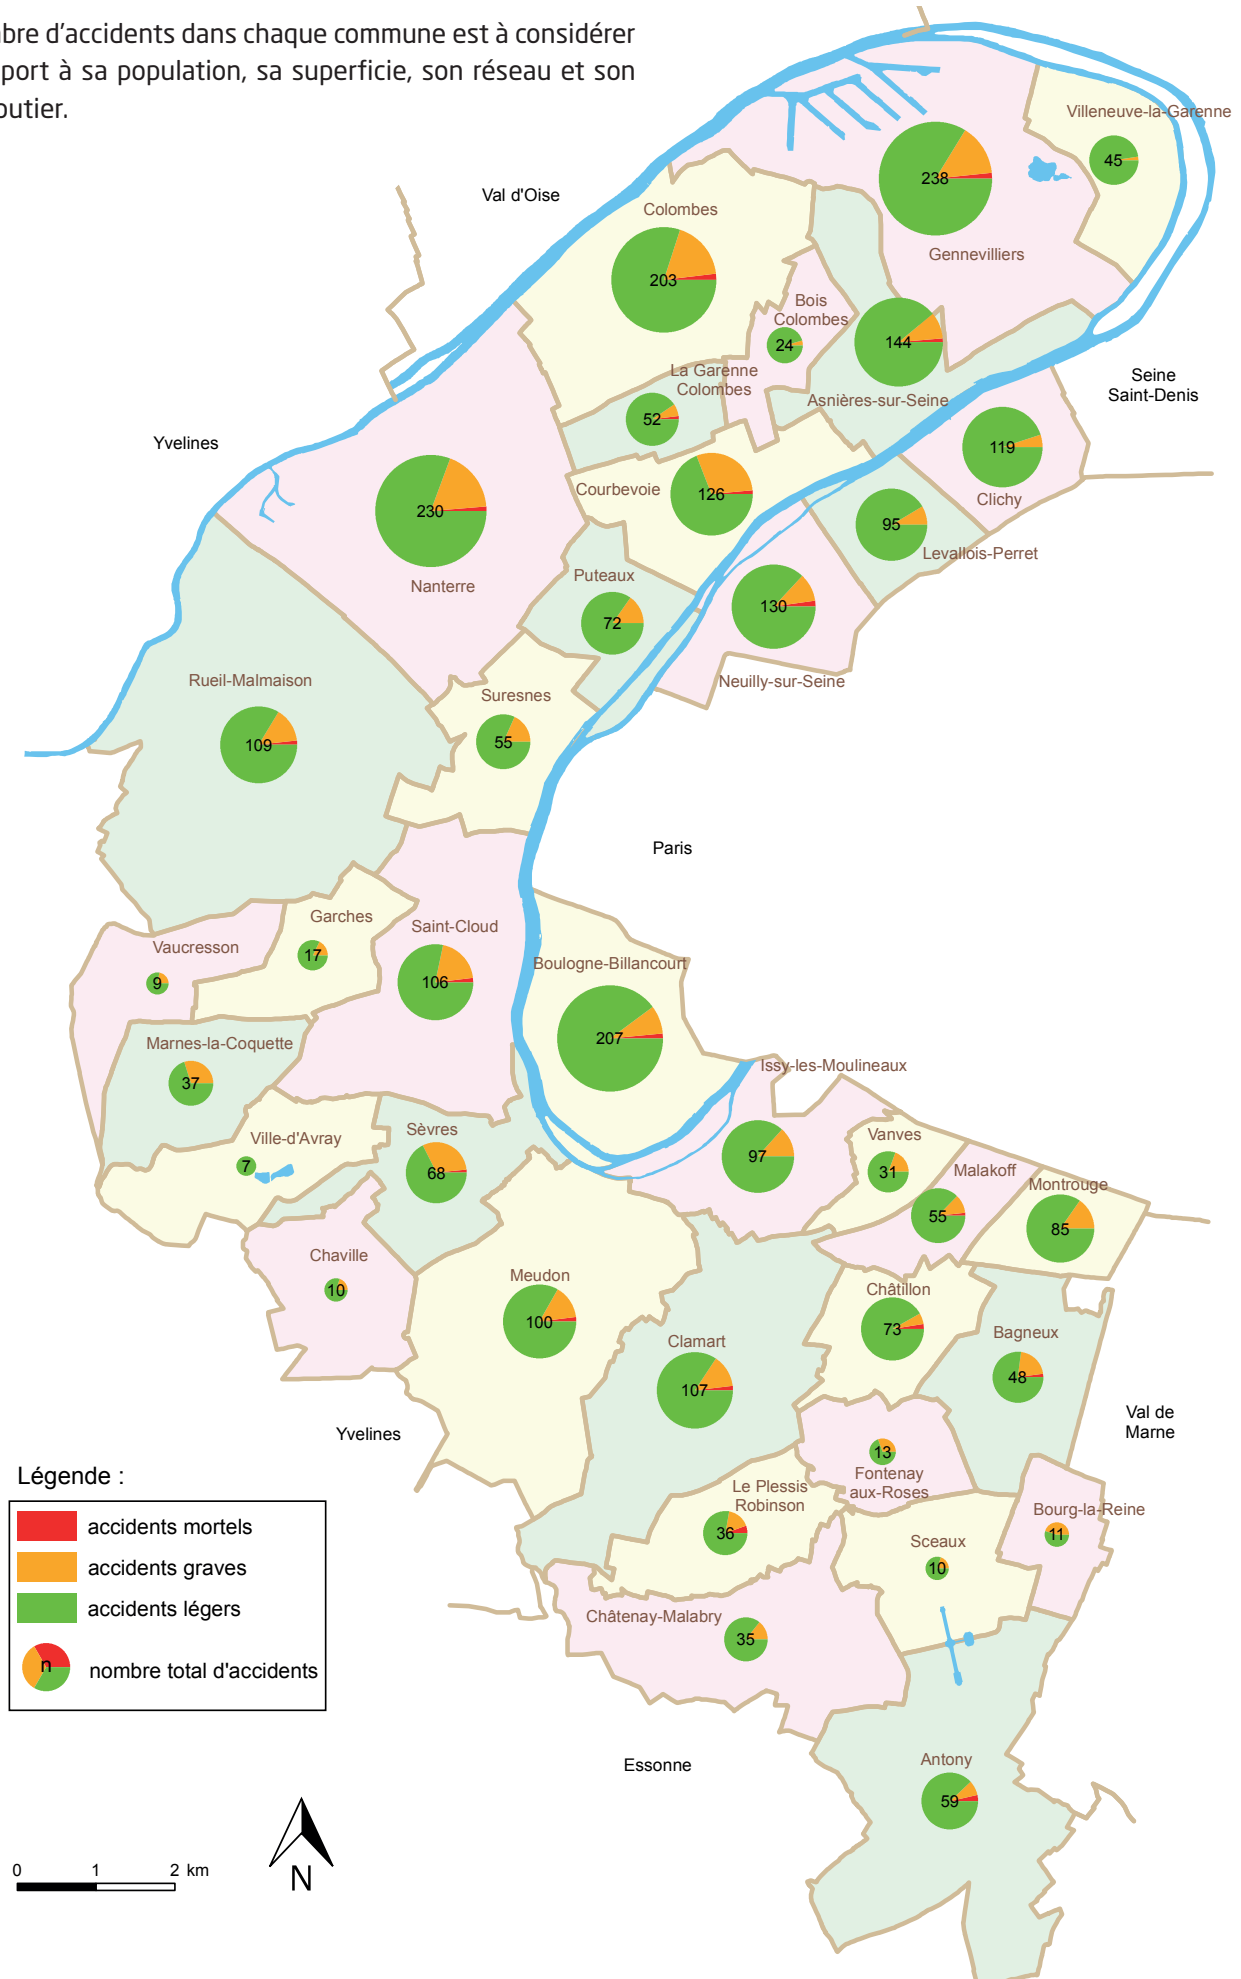 bre d'accidents dans chaque commune est à considérer
port à sa population, sa superficie, son réseau et son
outier.
Villeneuve-la-Garenne
45
238
Gennevilliers
Val d'Oise
Colombes
203
Bois
Colombes
24
144
Asnières-sur-Seine
La Garenne
Colombes
52
Seine
Saint-Denis
Yvelines
119
Clichy
Courbevoie
126
230
Nanterre
95
Levallois-Perret
Puteaux
72
130
Neuilly-sur-Seine
Rueil-Malmaison
109
Suresnes
55
Paris
Garches
17
Saint-Cloud
106
Vaucresson
9
Boulogne-Billancourt
207
Marnes-la-Coquette
37
Issy-les-Moulineaux
97
Ville-d'Avray
7
Sèvres
68
Vanves
31
Malakoff
55
Montrouge
85
Chaville
10
Meudon
100
Châtillon
73
Bagneux
48
Clamart
107
Yvelines
Val de
Marne
13
Fontenay
aux-Roses
Le Plessis
Robinson
36
Bourg-la-Reine
11
Sceaux
10
Châtenay-Malabry
35
Essonne
Antony
59
Légende :
accidents mortels
accidents graves
accidents légers
n
nombre total d'accidents
0 1 2 km
N